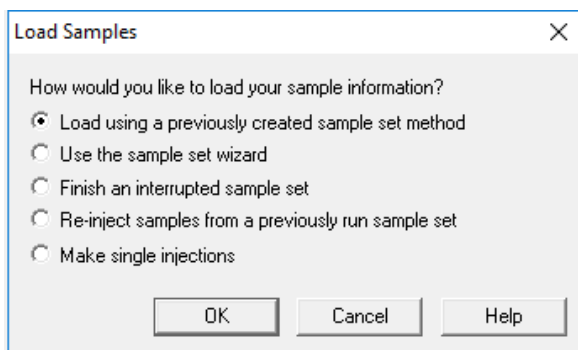 Load Samples
How would you like to load your sample information?
Load using a previously created sample set method
Use the sample set wizard
Finish an interrupted sample set
Re-inject samples from a previously run sample set
Make single injections
OK Cancel Help